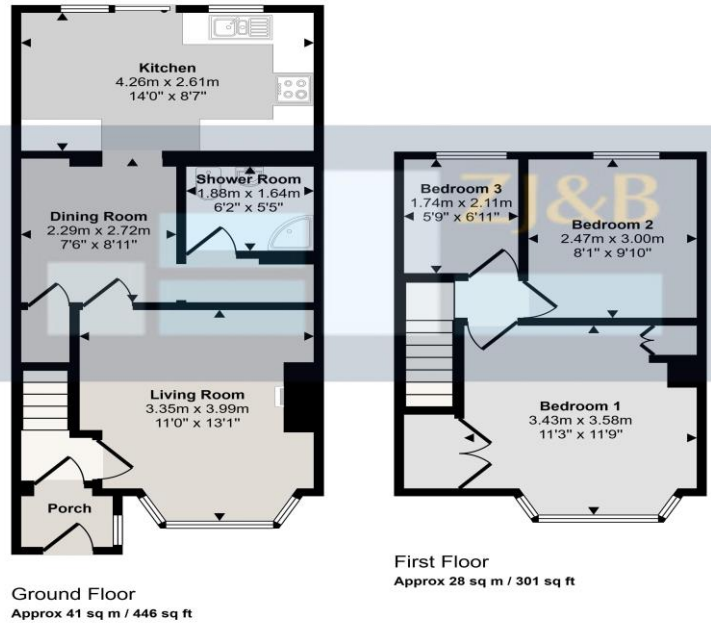 Kitchen
4.26m x 2.61m
14'0" x 8'7"
Shower Room
1.88m x 1.64m
6'2" x 5'5"
Dining Room
2.29m x 2.72m
7'6" x 8'11"
Living Room
3.35m x 3.99m
11'0" x 13'1"
Porch
Ground Floor
Approx 41 sq m / 446 sq ft
ZJ&B
Bedroom 3
1.74m x 2.11m
5'9" x 6'11"
Bedroom 2
2.47m x 3.00m
8'1" x 9'10"
Bedroom 1
3.43m x 3.58m
11'3" x 11'9"
First Floor
Approx 28 sq m / 301 sq ft